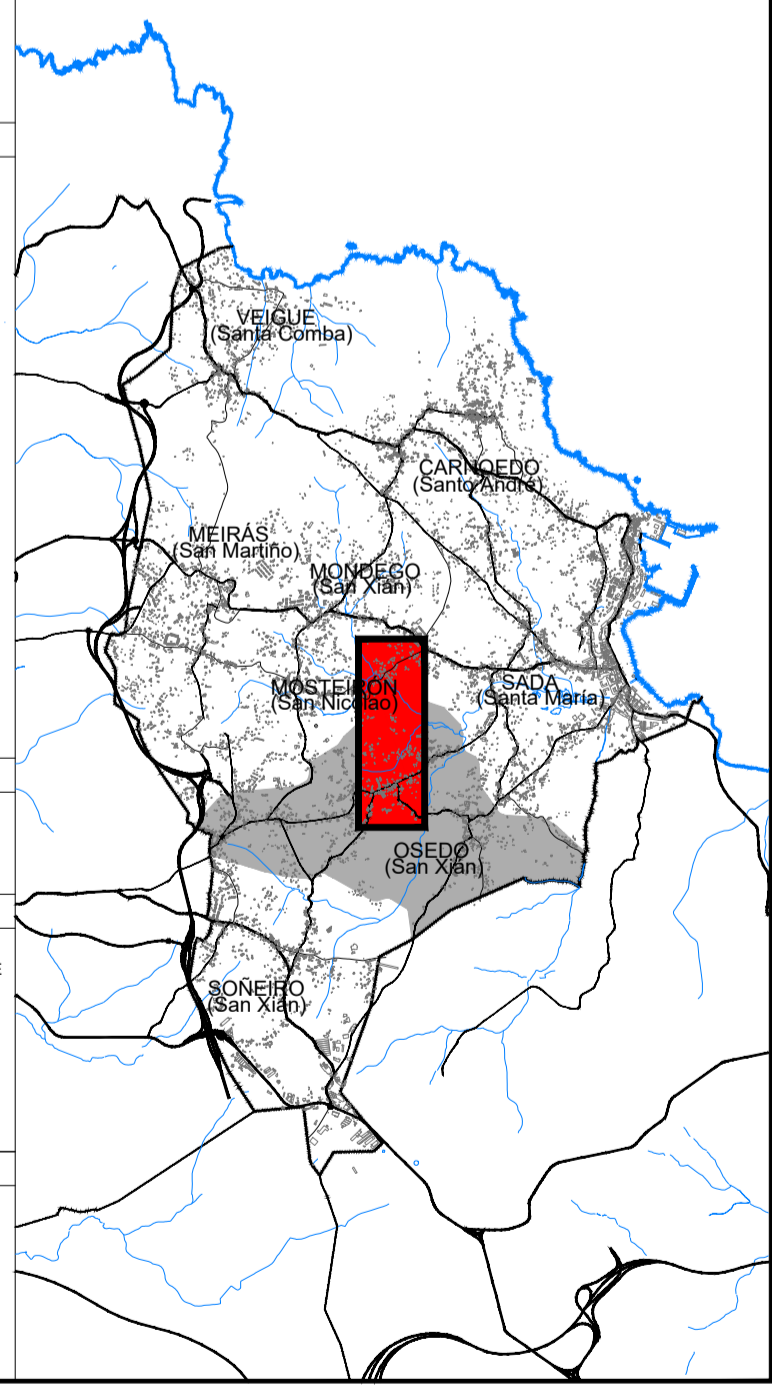 VEIGUE
(Santa Comba)
CARNOEDO
(Santo André)
MEIRÁS
(San Martiño)
MONDEGO
(San Xián)
MOSTEIRÓN
(San Nicolao)
SADA
(Santa María)
OSEDO
(San Xián)
SOÑEIRO
(San Xián)